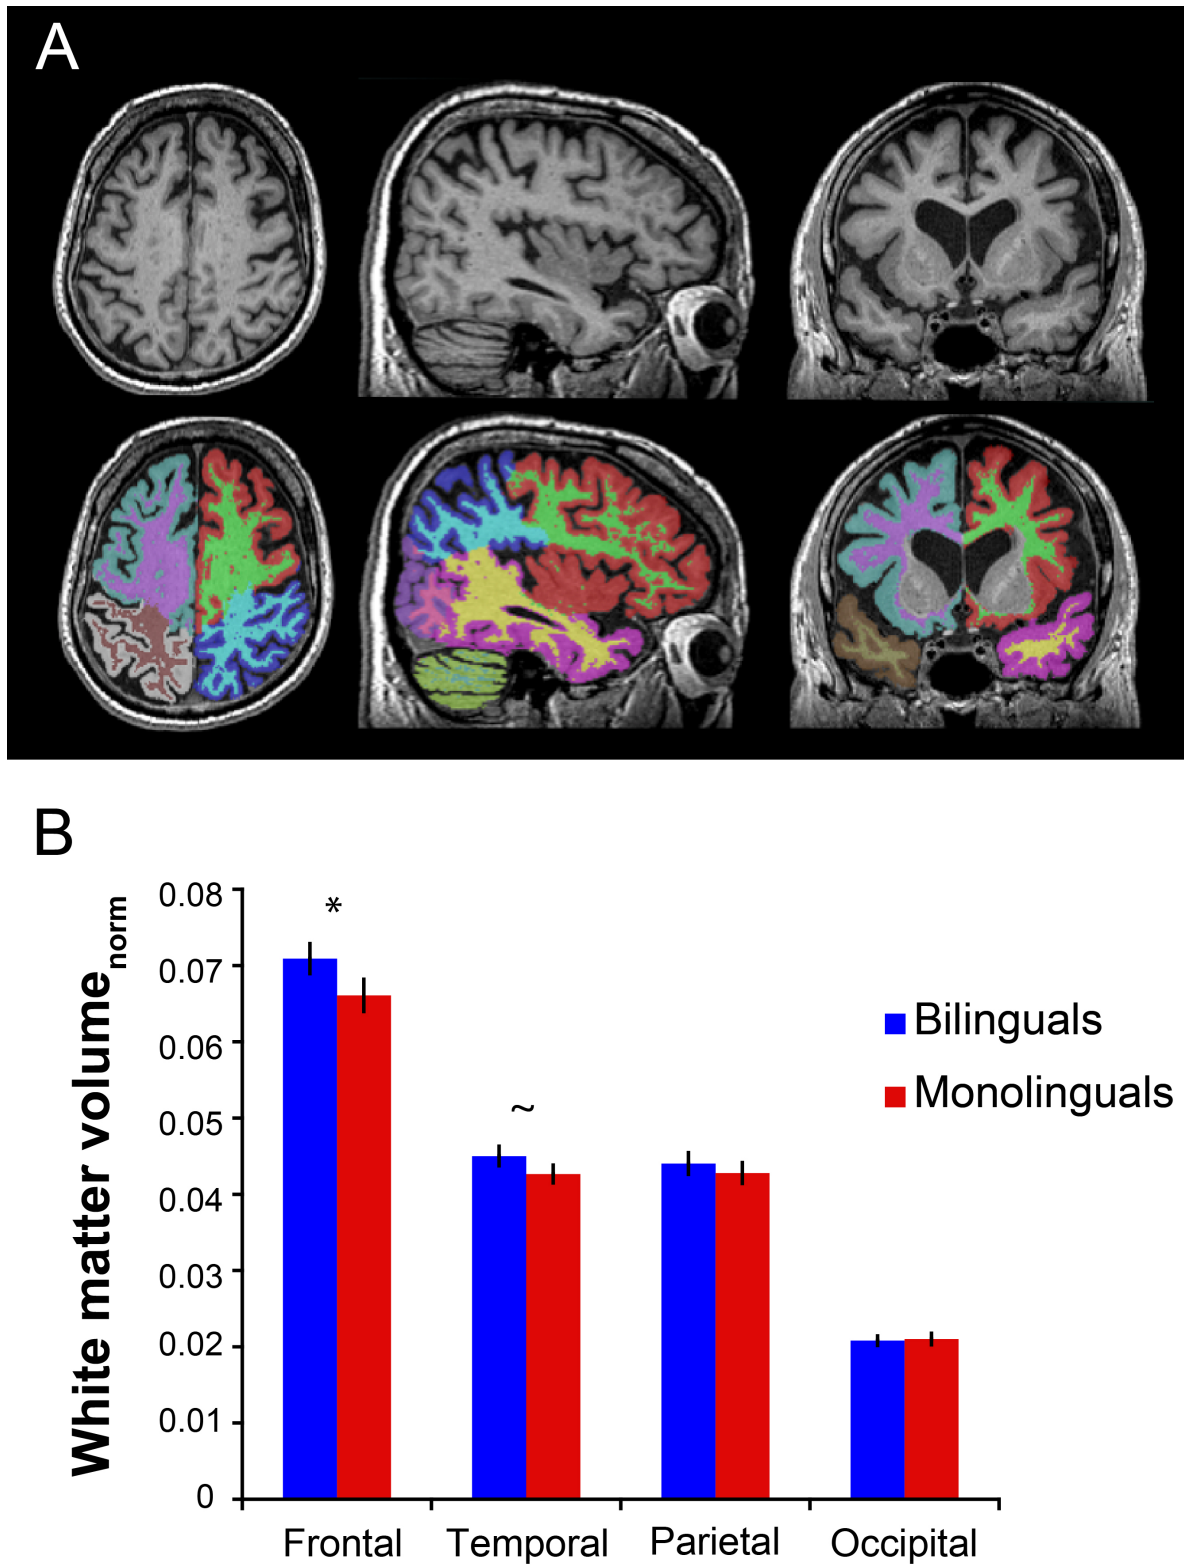 A
B
White matter volume norm
0.08
0.07
0.06
0.05
0.04
0.03
0.02
0.01
0
*
~
Bilinguals
Monolinguals
Frontal Temporal Parietal Occipital